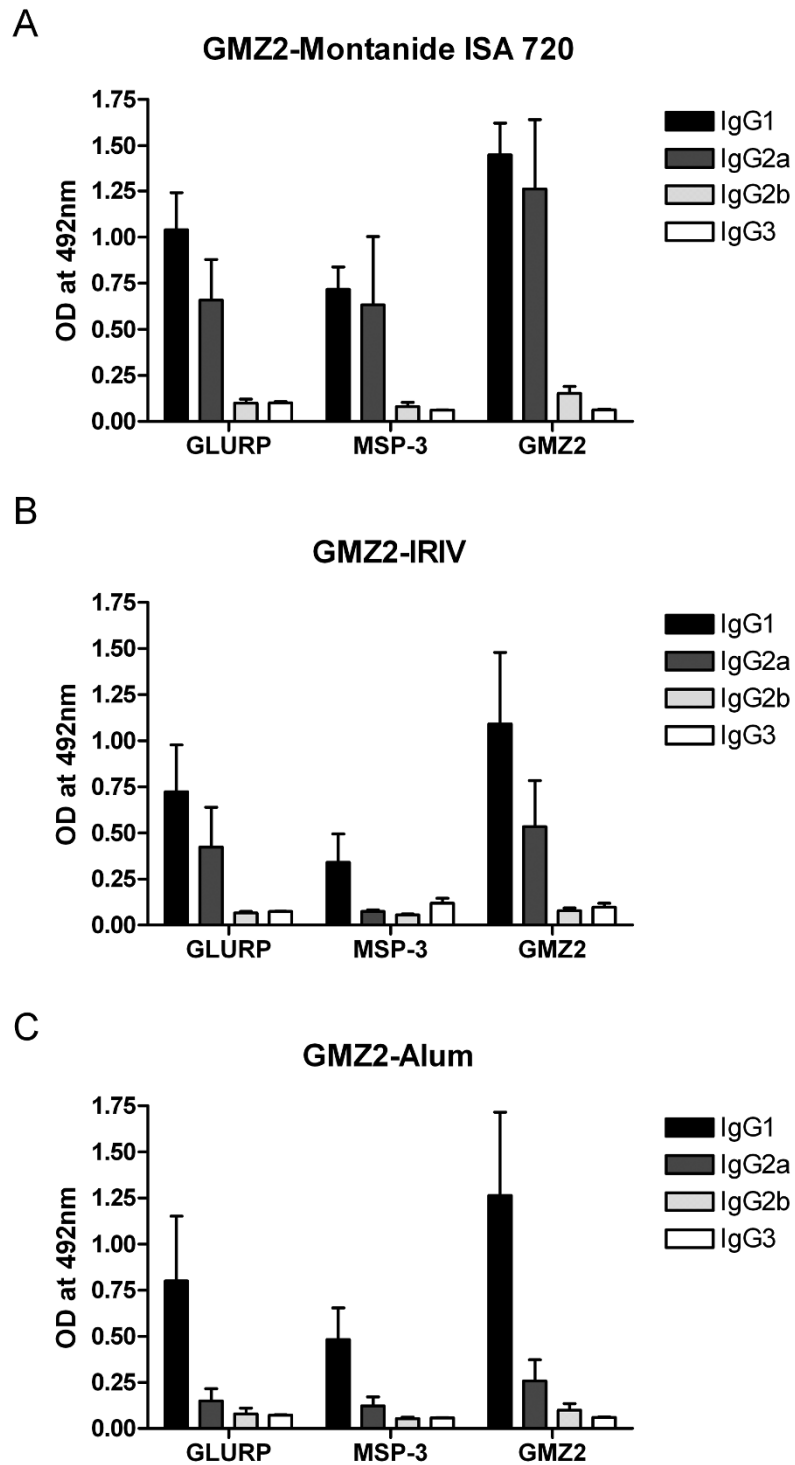 A
GMZ2-Montanide ISA 720
1.75
1.50
1.25
1.00
0.75
0.50
0.25
0.00
OD at 492nm
GLURP
MSP-3
GMZ2
IgG1
IgG2a
IgG2b
IgG3
B
GMZ2-IRIV
1.75
1.50
1.25
1.00
0.75
0.50
0.25
0.00
OD at 492nm
GLURP
MSP-3
GMZ2
IgG1
IgG2a
IgG2b
IgG3
C
GMZ2-Alum
1.75
1.50
1.25
1.00
0.75
0.50
0.25
0.00
OD at 492nm
GLURP
MSP-3
GMZ2
IgG1
IgG2a
IgG2b
IgG3